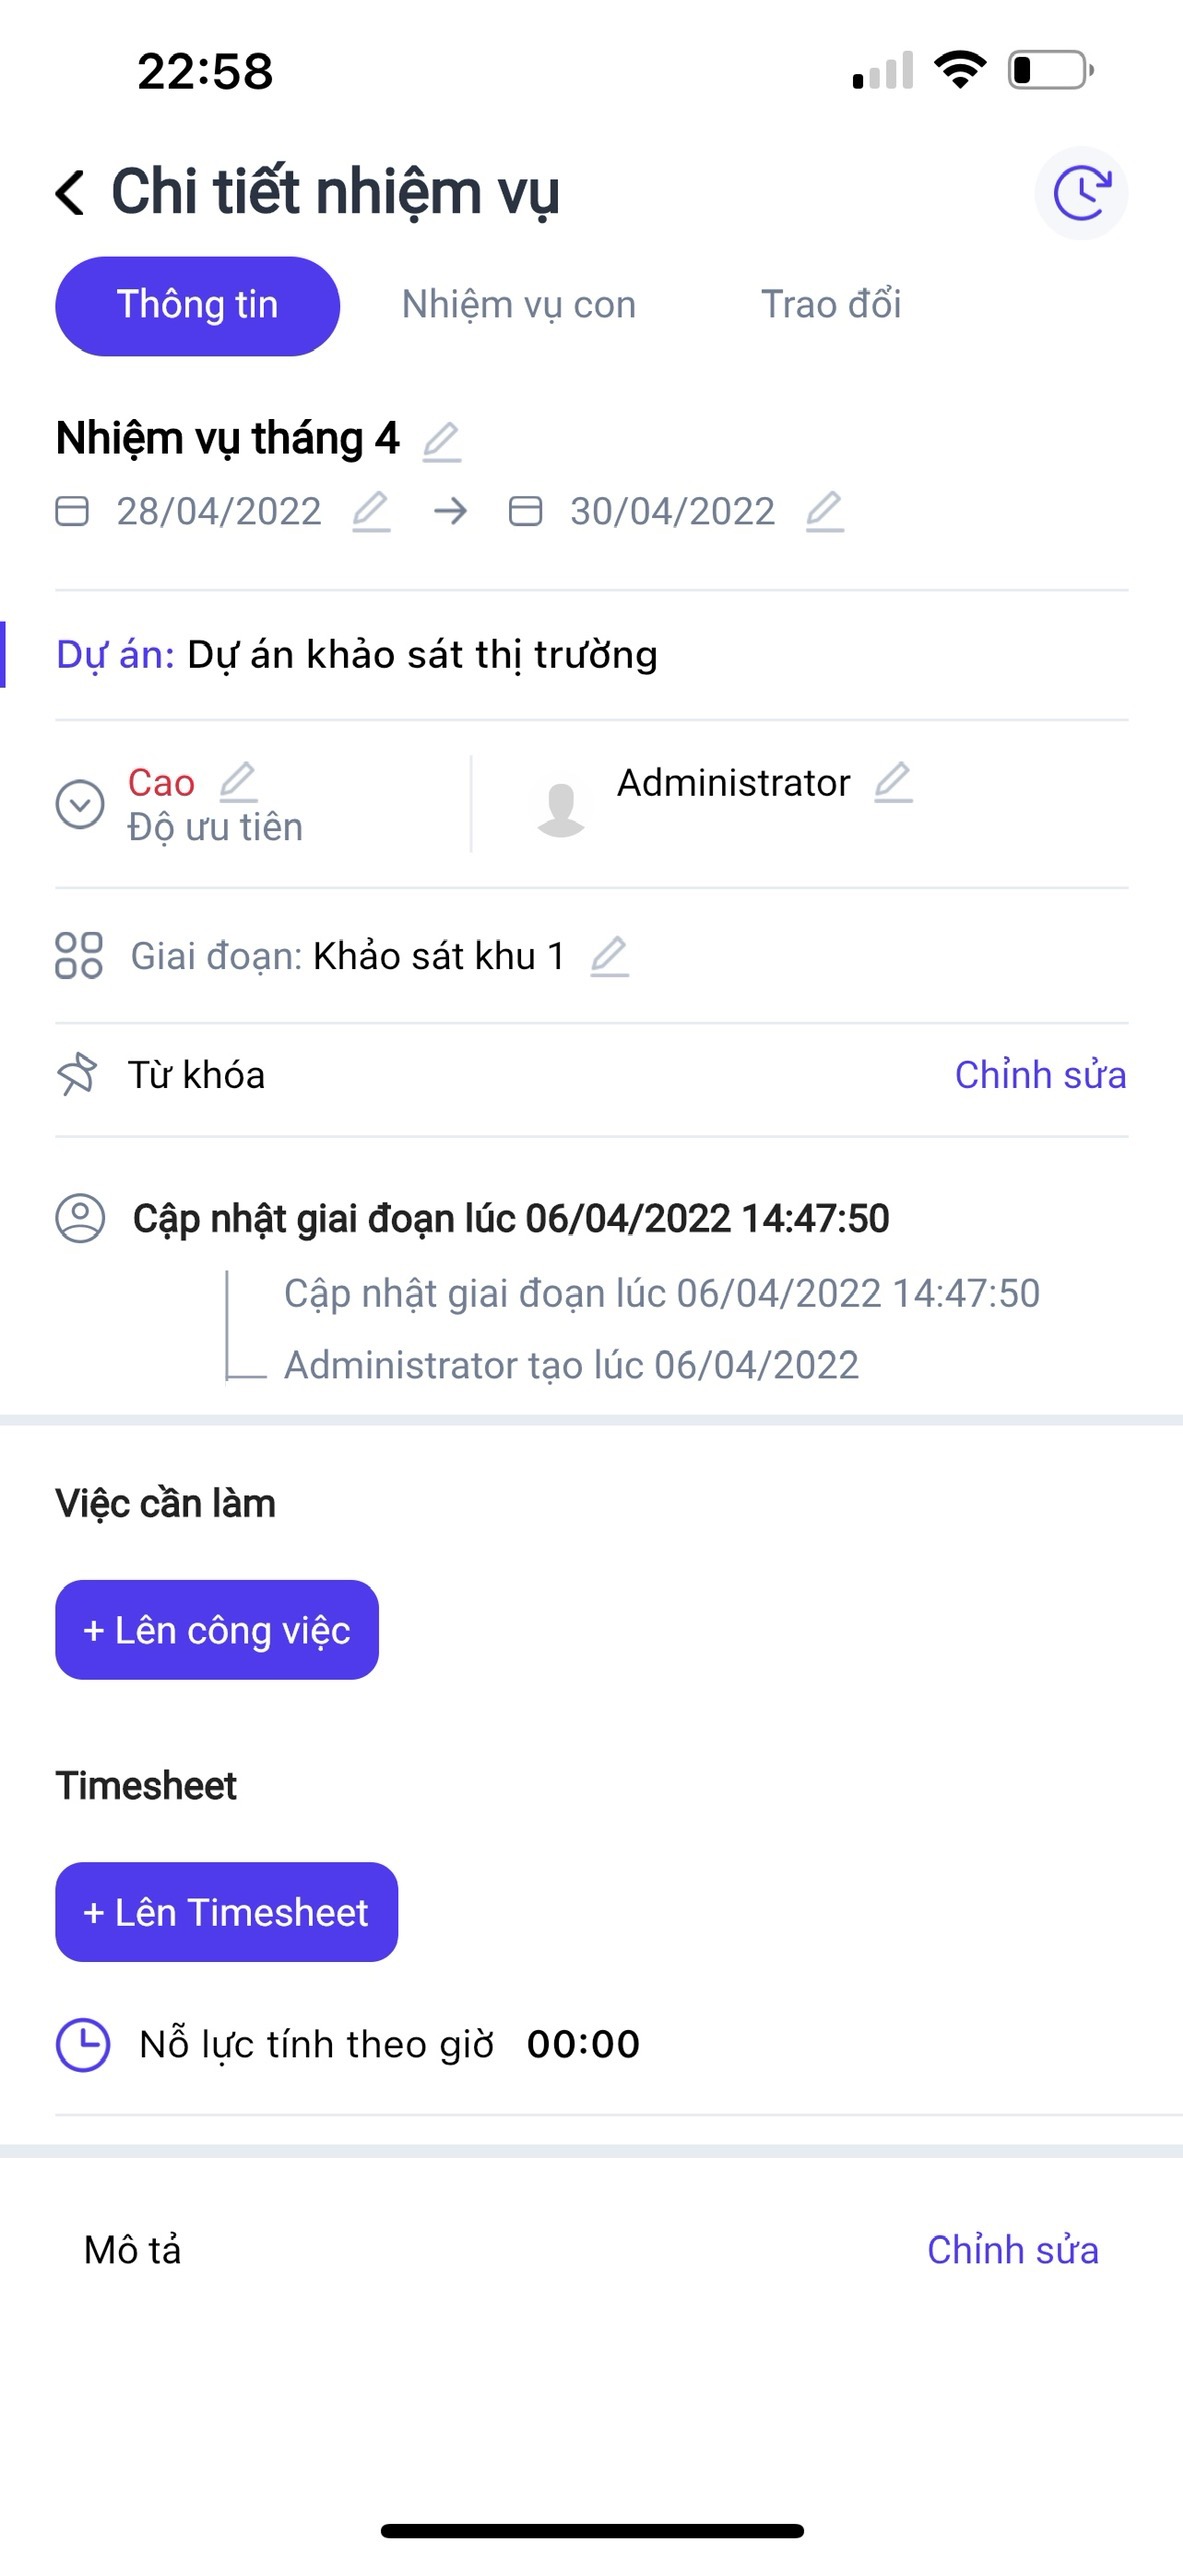 22:58
Chi tiết nhiệm vụ
Thông tin Nhiệm vụ con Trao đổi
Nhiệm vụ tháng 4
28/04/2022 → 30/04/2022
Dự án: Dự án khảo sát thị trường
Cao Administrator
Độ ưu tiên
Giai đoạn: Khảo sát khu 1
Từ khóa Chỉnh sửa
Cập nhật giai đoạn lúc 06/04/2022 14:47:50
Cập nhật giai đoạn lúc 06/04/2022 14:47:50
Administrator tạo lúc 06/04/2022
Việc cần làm
+ Lên công việc
Timesheet
+ Lên Timesheet
Nỗ lực tính theo giờ 00:00
Mô tả Chỉnh sửa